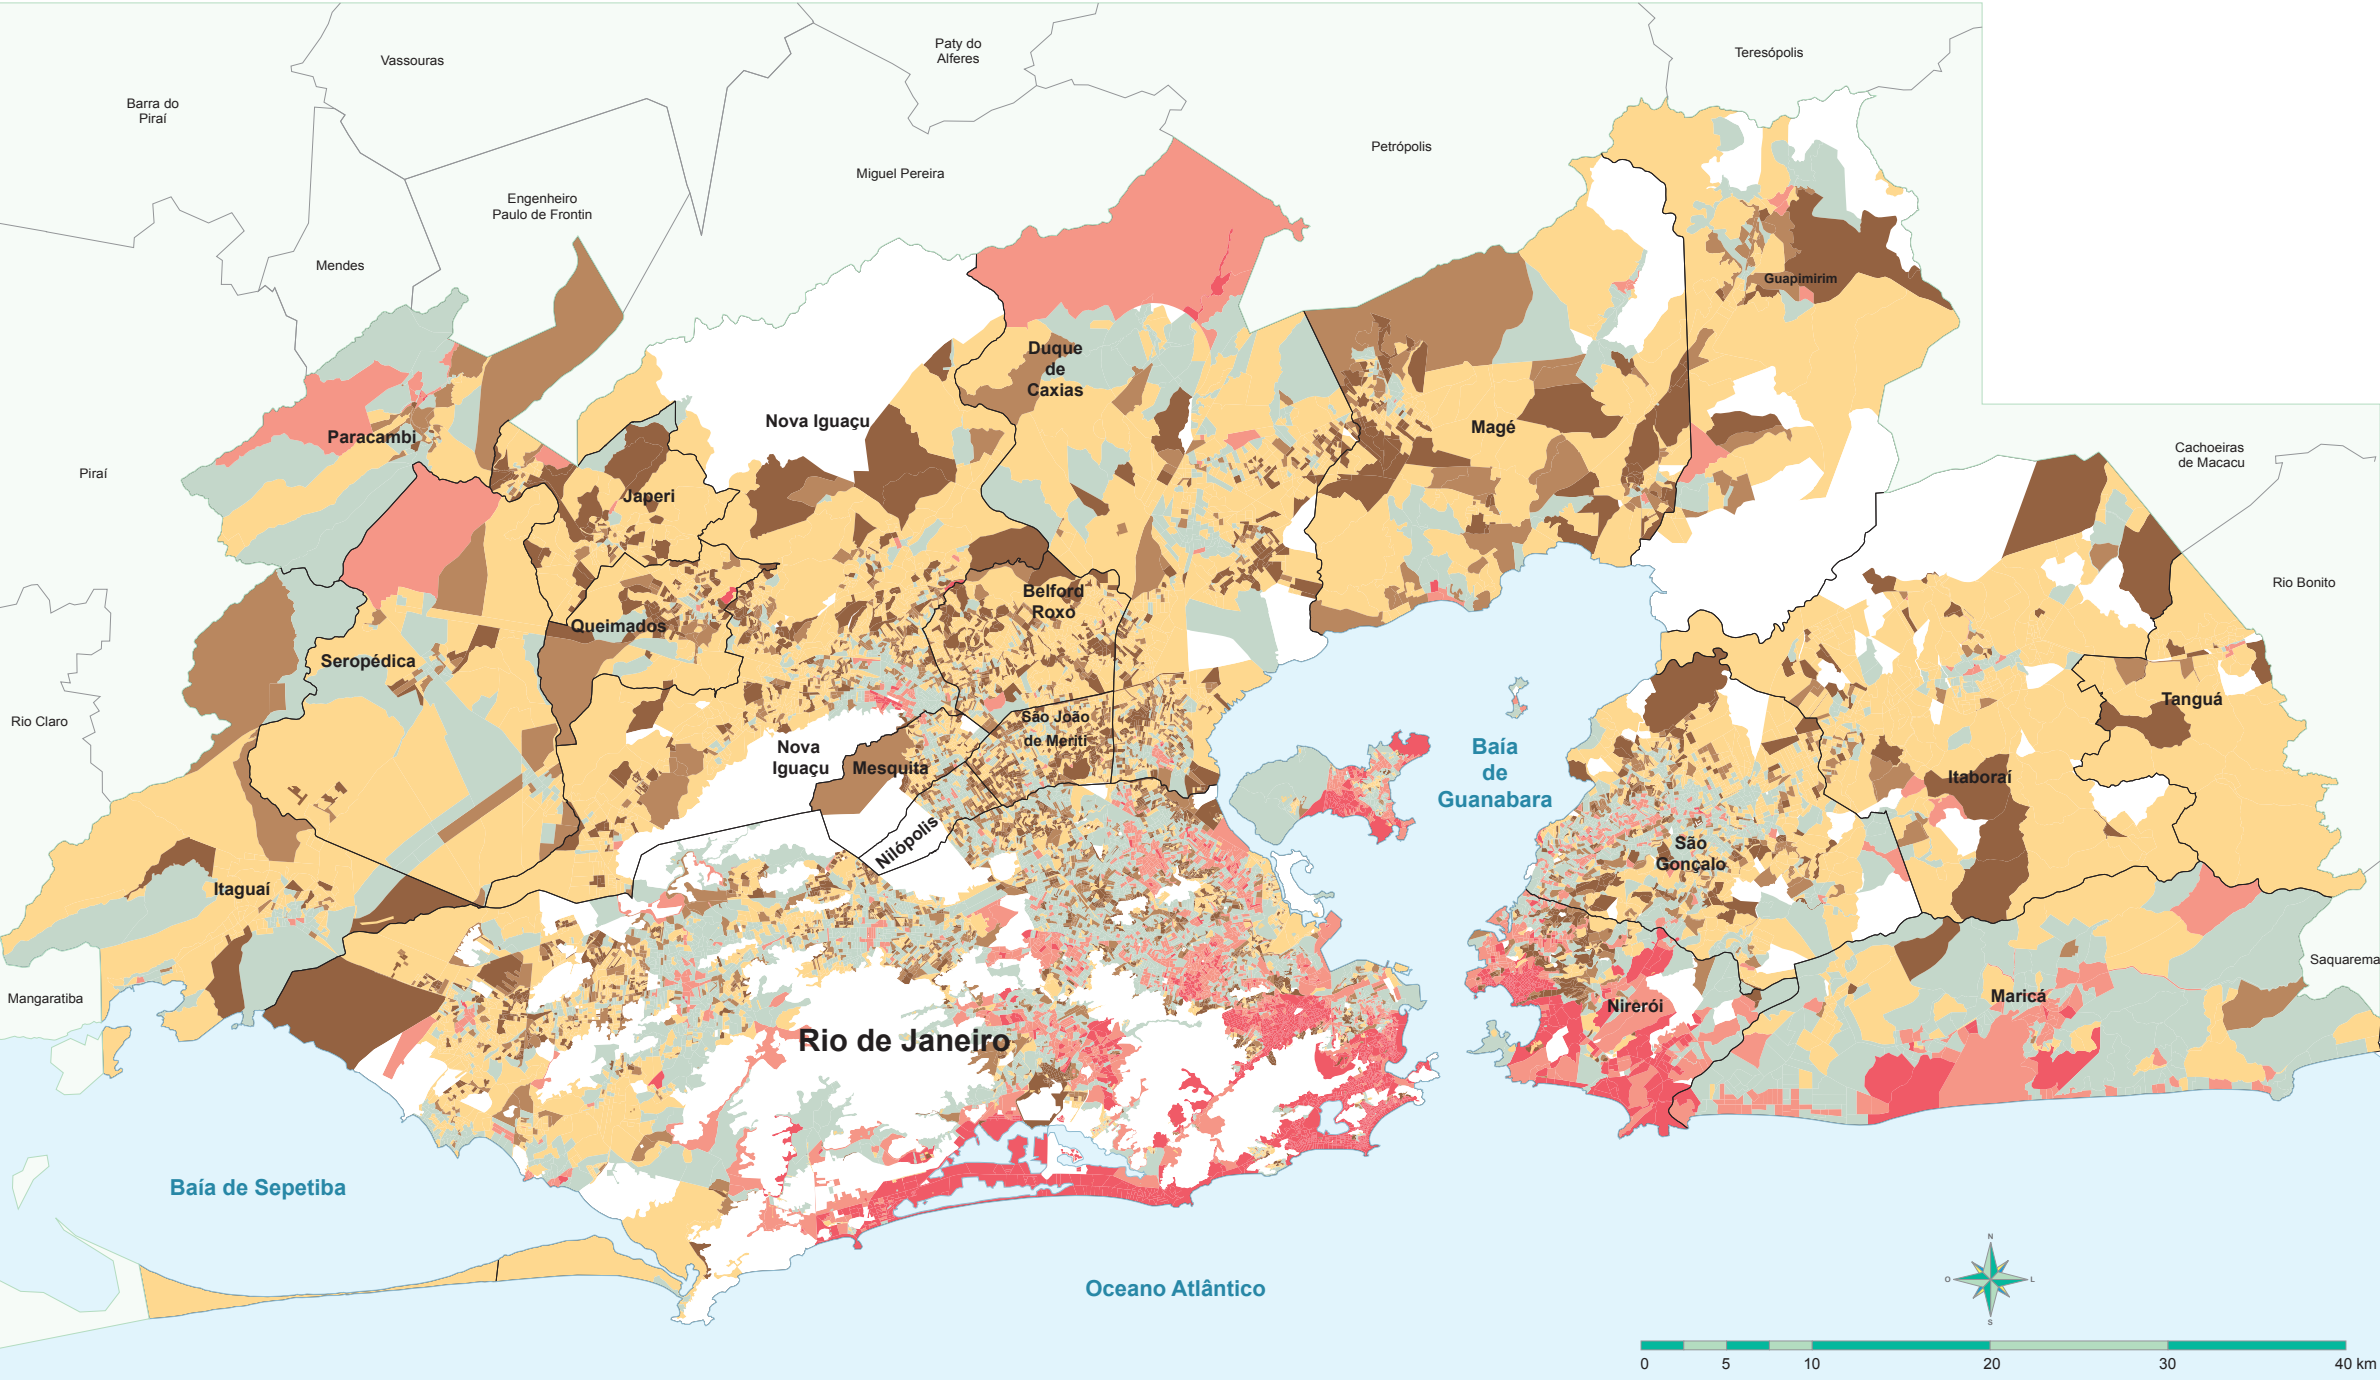 Vassouras
Paty do
Alferes
Teresópolis
Barra do
Piraí
Petrópolis
Miguel Pereira
Engenheiro
Paulo de Frontin
Mendes
Guapimirim
Duque
de
Caxias
Nova Iguaçu
Magé
Paracambi
Cachoeiras
de Macacu
Piraí
Japeri
Rio Bonito
Belford
Roxo
Queimados
Seropédica
Tanguá
Rio Claro
São João
de Meriti
Nova
Iguaçu
Mesquita
Baía
de
Guanabara
Itaboraí
Nilópolis
São
Gonçalo
Itaguaí
Saquarema
Mangaratiba
Maricá
Nirerói
Rio de Janeiro
Baía de Sepetiba
Oceano Atlântico
N
O
L
S
0
5
10
20
30
40 km